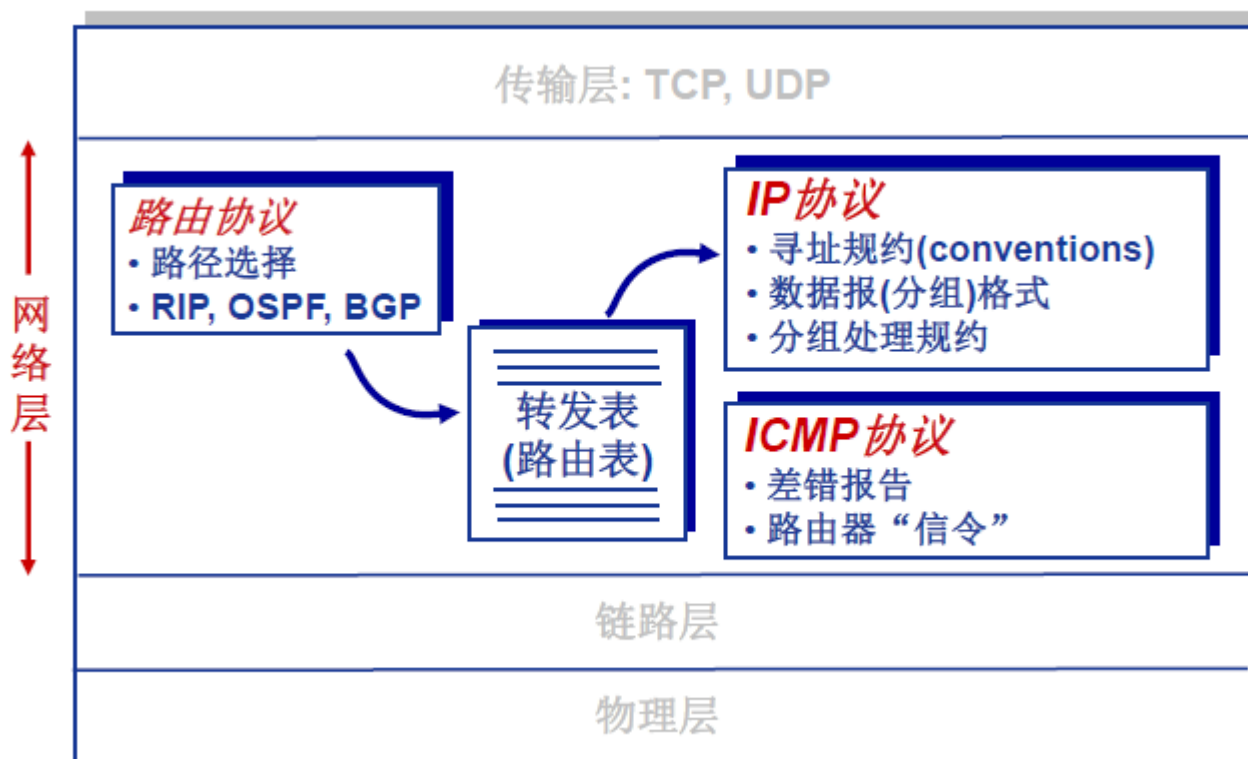 传输层: TCP, UDP
网络层
路由协议
• 路径选择
• RIP, OSPF, BGP
转发表
(路由表)
IP协议
• 寻址规约(conventions)
• 数据报(分组)格式
• 分组处理规约
ICMP协议
• 差错报告
• 路由器“信令”
链路层
物理层